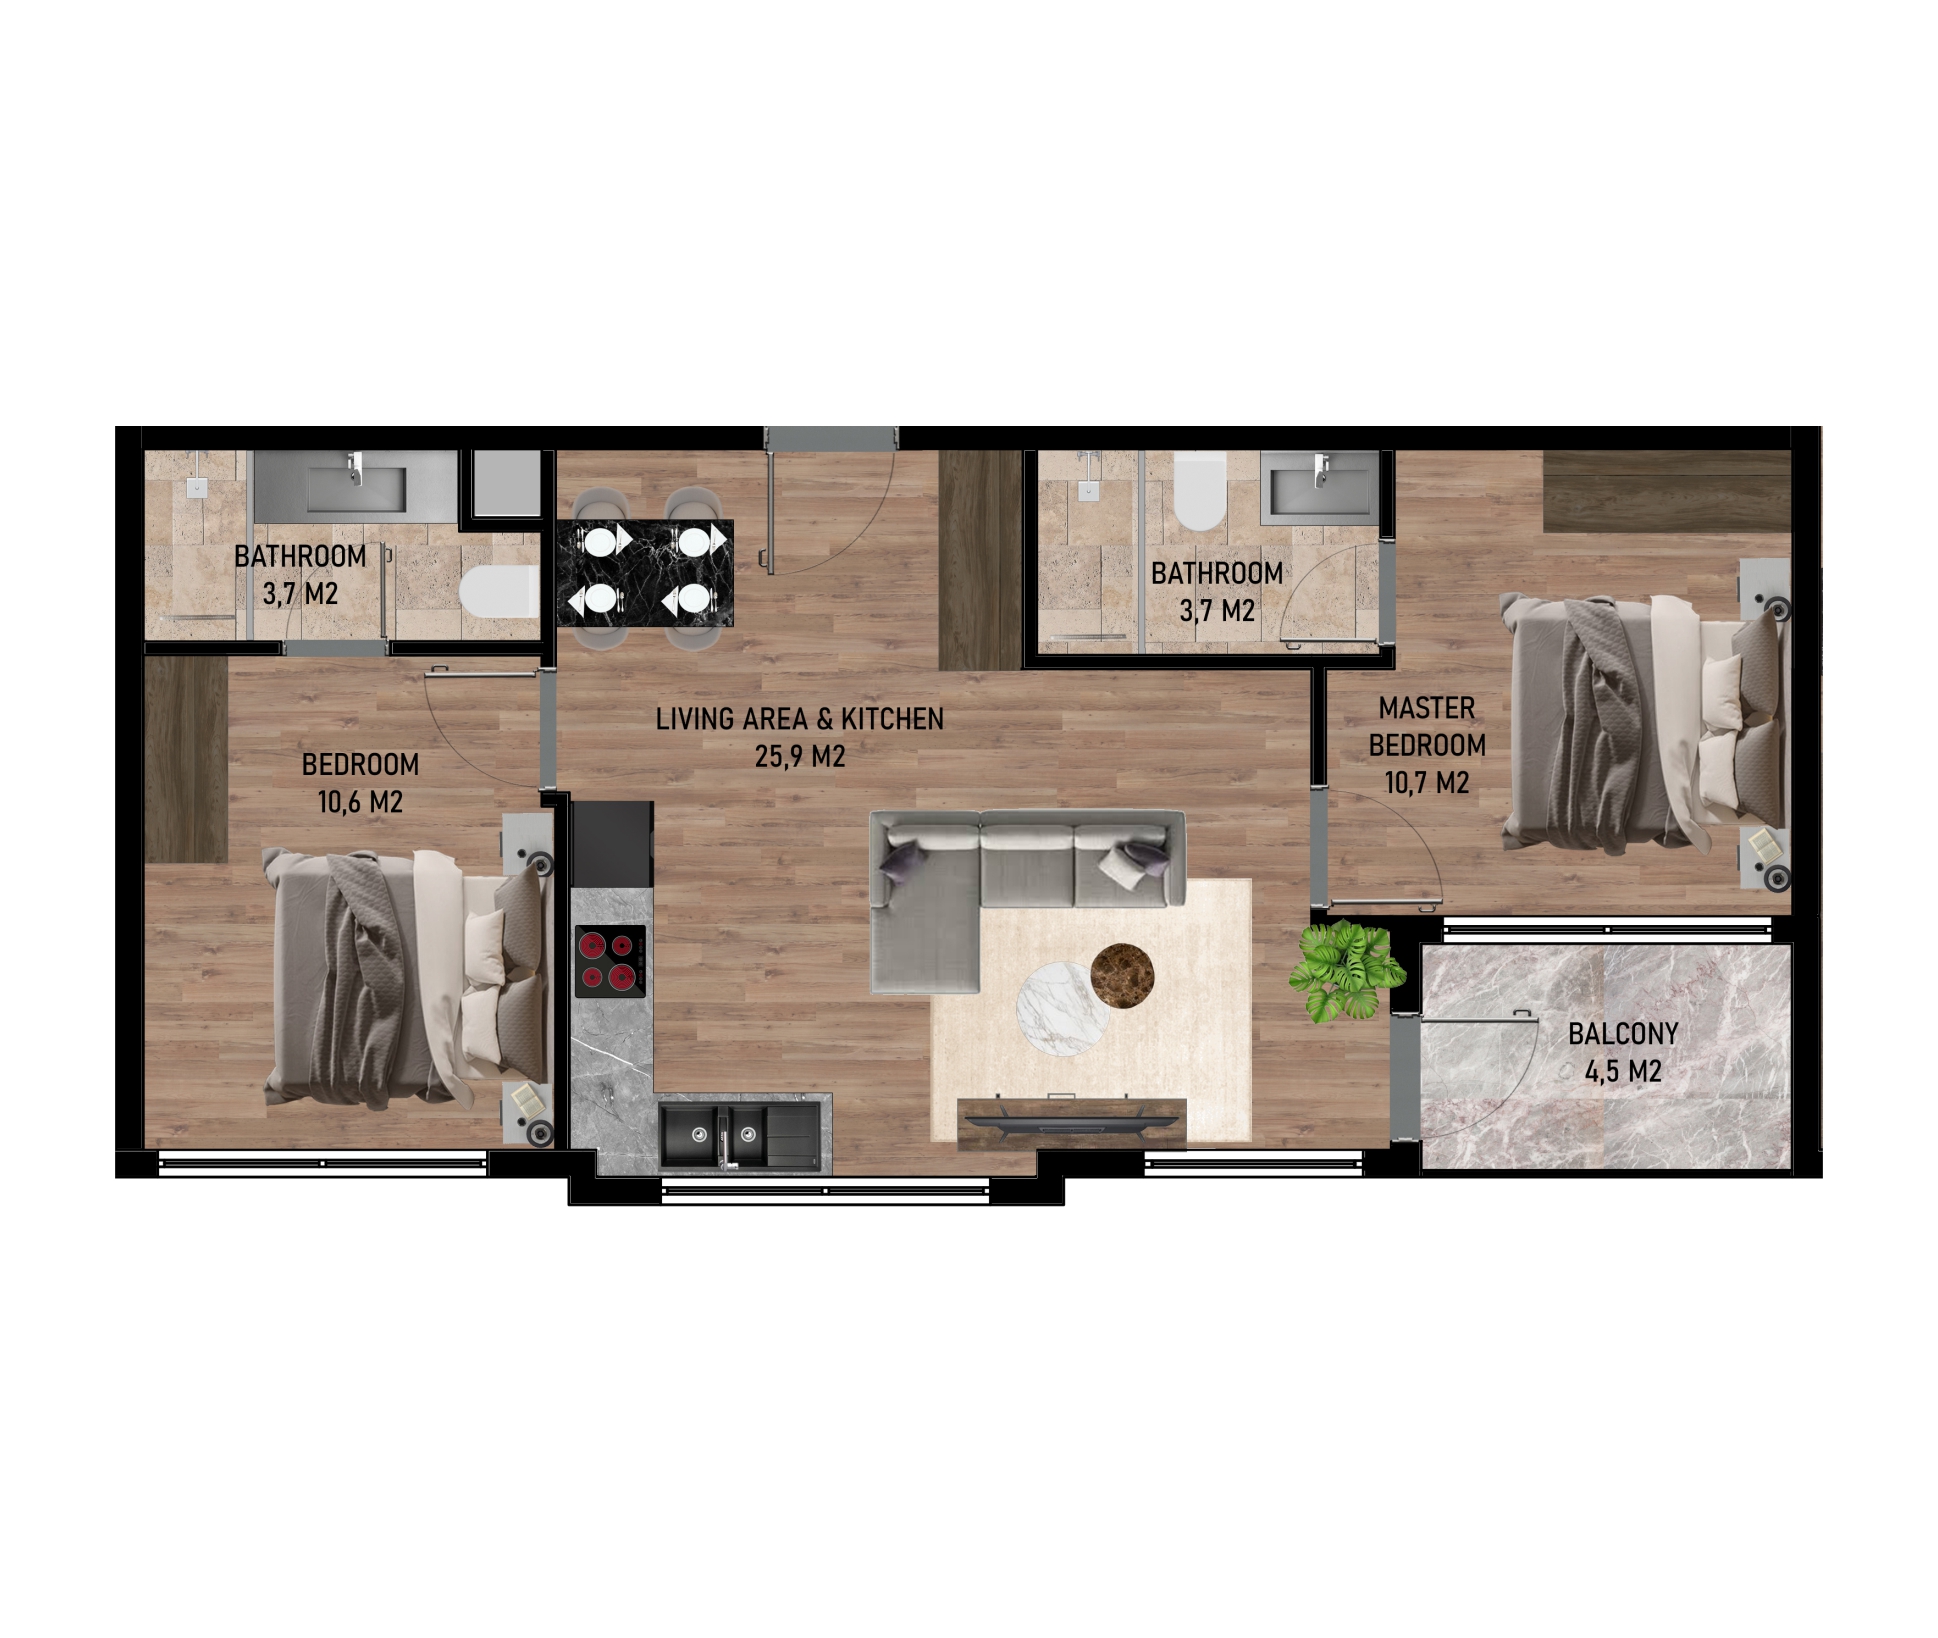 BATHROOM
3,7 M2
BATHROOM
3,7 M2
LIVING AREA & KITCHEN
25,9 M2
MASTER
BEDROOM
10,7 M2
BEDROOM
10,6 M2
BALCONY
4,5 M2